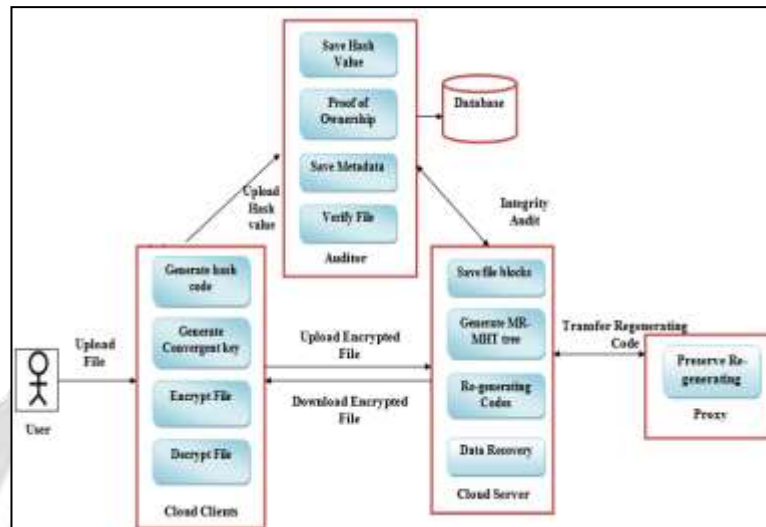 Save Hash
Value
Proof of
Ownership
Save Metadata
Verify File
Auditor
Database
Upload
Hash
value
Integrity
Audit
Generate hash
code
Generate
Convergent key
Encrypt File
Decrypt File
Cloud Clients
Upload
File
User
Upload Encrypted
File
Download Encrypted
File
Save file blocks
Generate MR-
MHT tree
Re-generating
Codes
Data Recovery
Cloud Server
Transfer Regenerating
Code
Preserve Re-
generating
Proxy